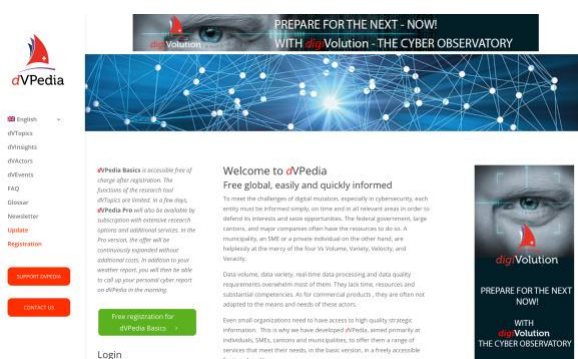 PREPARE FOR THE NEXT - NOW!
WITH digiVolution - THE CYBER OBSERVATORY
digiVolution
dVPedia
English
dVTopics
dVInsights
dVActors
dVEvents
FAQ
Glossar
Newsletter
Update
Registration
SUPPORT DVPEDIA
CONTACT US
dVPedia Basics is accessible free of
charge after registration. The
functions of the research tool
dVTopics are limited. In a few days,
dVPedia Pro will also be available by
subscription with extensive research
options and additional services. In the
Pro version, the offer will be
continuously expanded without
additional costs. In addition to your
weather report, you will then be able
to call up your personal cyber report
on dVPedia in the morning.
Free registration for
dVPedia Basics >
Login
Welcome to dVPedia
Free global, easily and quickly informed
To meet the challenges of digital mutation, especially in cybersecurity, each
entity must be informed simply, on time and in all relevant areas in order to
defend its interests and seize opportunities. The federal government, large
cantons, and major companies often have the resources to do so. A
municipality, an SME or a private individual on the other hand, are
helplessly at the mercy of the four Vs Volume, Variety, Velocity, and
Veracity.
Data volume, data variety, real-time data processing and data quality
requirements overwhelm most of them. They lack time, resources and
substantial competencies. As for commercial products , they are often not
adapted to the means and needs of these actors.
Even small organizations need to have access to high quality strategic
information. This is why we have developed dVPedia, aimed primarily at
individuals, SMEs, cantons and municipalities, to offer them a range of
services that meet their needs, in the basic version, in a freely accessible
digiVolution
PREPARE FOR THE NEXT
NOW!
WITH
digiVolution
THE CYBER OBSERVATORY